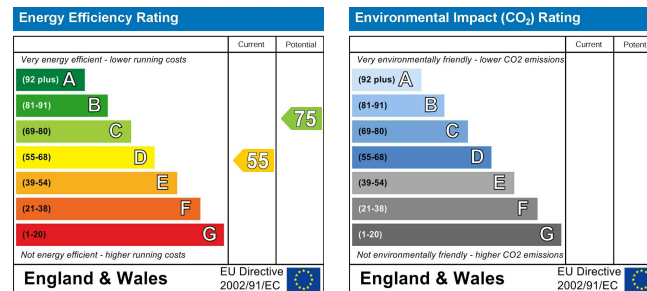 Energy Efficiency Rating
Current Potential
Very energy efficient - lower running costs
(92 plus) A
(81-91) B
(69-80) C
(55-68) D
(39-54) E
(21-38) F
(1-20) G
75
55
Not energy efficient - higher running costs
England & Wales
EU Directive
2002/91/EC
Environmental Impact (CO₂) Rating
Current Potent
Very environmentally friendly - lower CO2 emissions
(92 plus) A
(81-91) B
(69-80) C
(55-68) D
(39-54) E
(21-38) F
(1-20) G
Not environmentally friendly - higher CO2 emissions
England & Wales
EU Directive
2002/91/EC